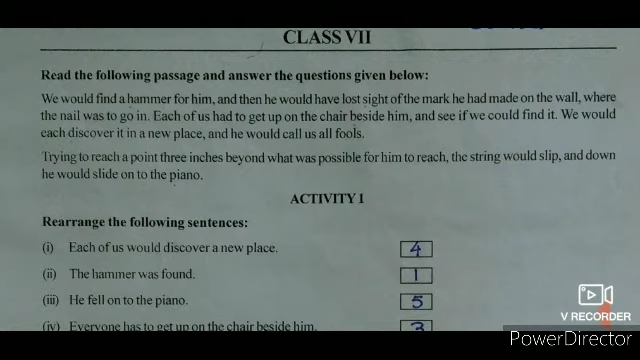 CLASS VII
Read the following passage and answer the questions given below:
We would find a hammer for him, and then he would have lost sight of the mark he had made on the wall, where
the nail was to go in. Each of us had to get up on the chair beside him, and see if we could find it. We would
each discover it in a new place, and he would call us all fools.
Trying to reach a point three inches beyond what was possible for him to reach, the string would slip, and down
he would slide on to the piano.
ACTIVITY I
Rearrange the following sentences:
(i) Each of us would discover a new place. 4
(ii) The hammer was found. 1
(iii) He fell on to the piano. 5
(iv) Everyone has to get up on the chair beside him. 3
V RECORDER
PowerDirector